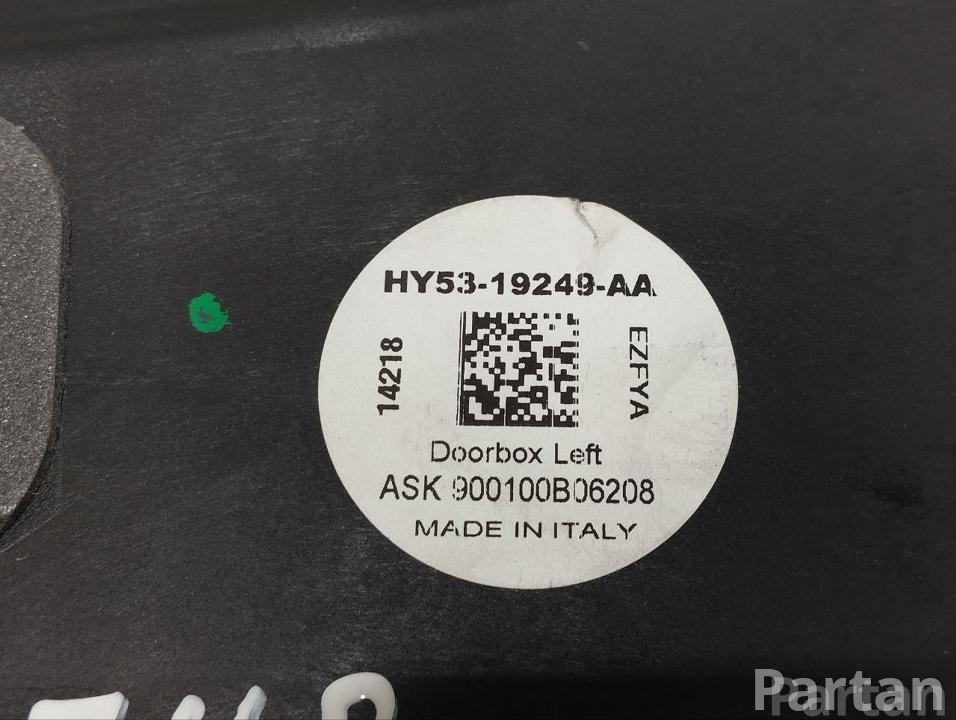 HY53-19249-AA
14218
EZFYA
Doorbox Left
ASK 900100B06208
MADE IN ITALY
Partan